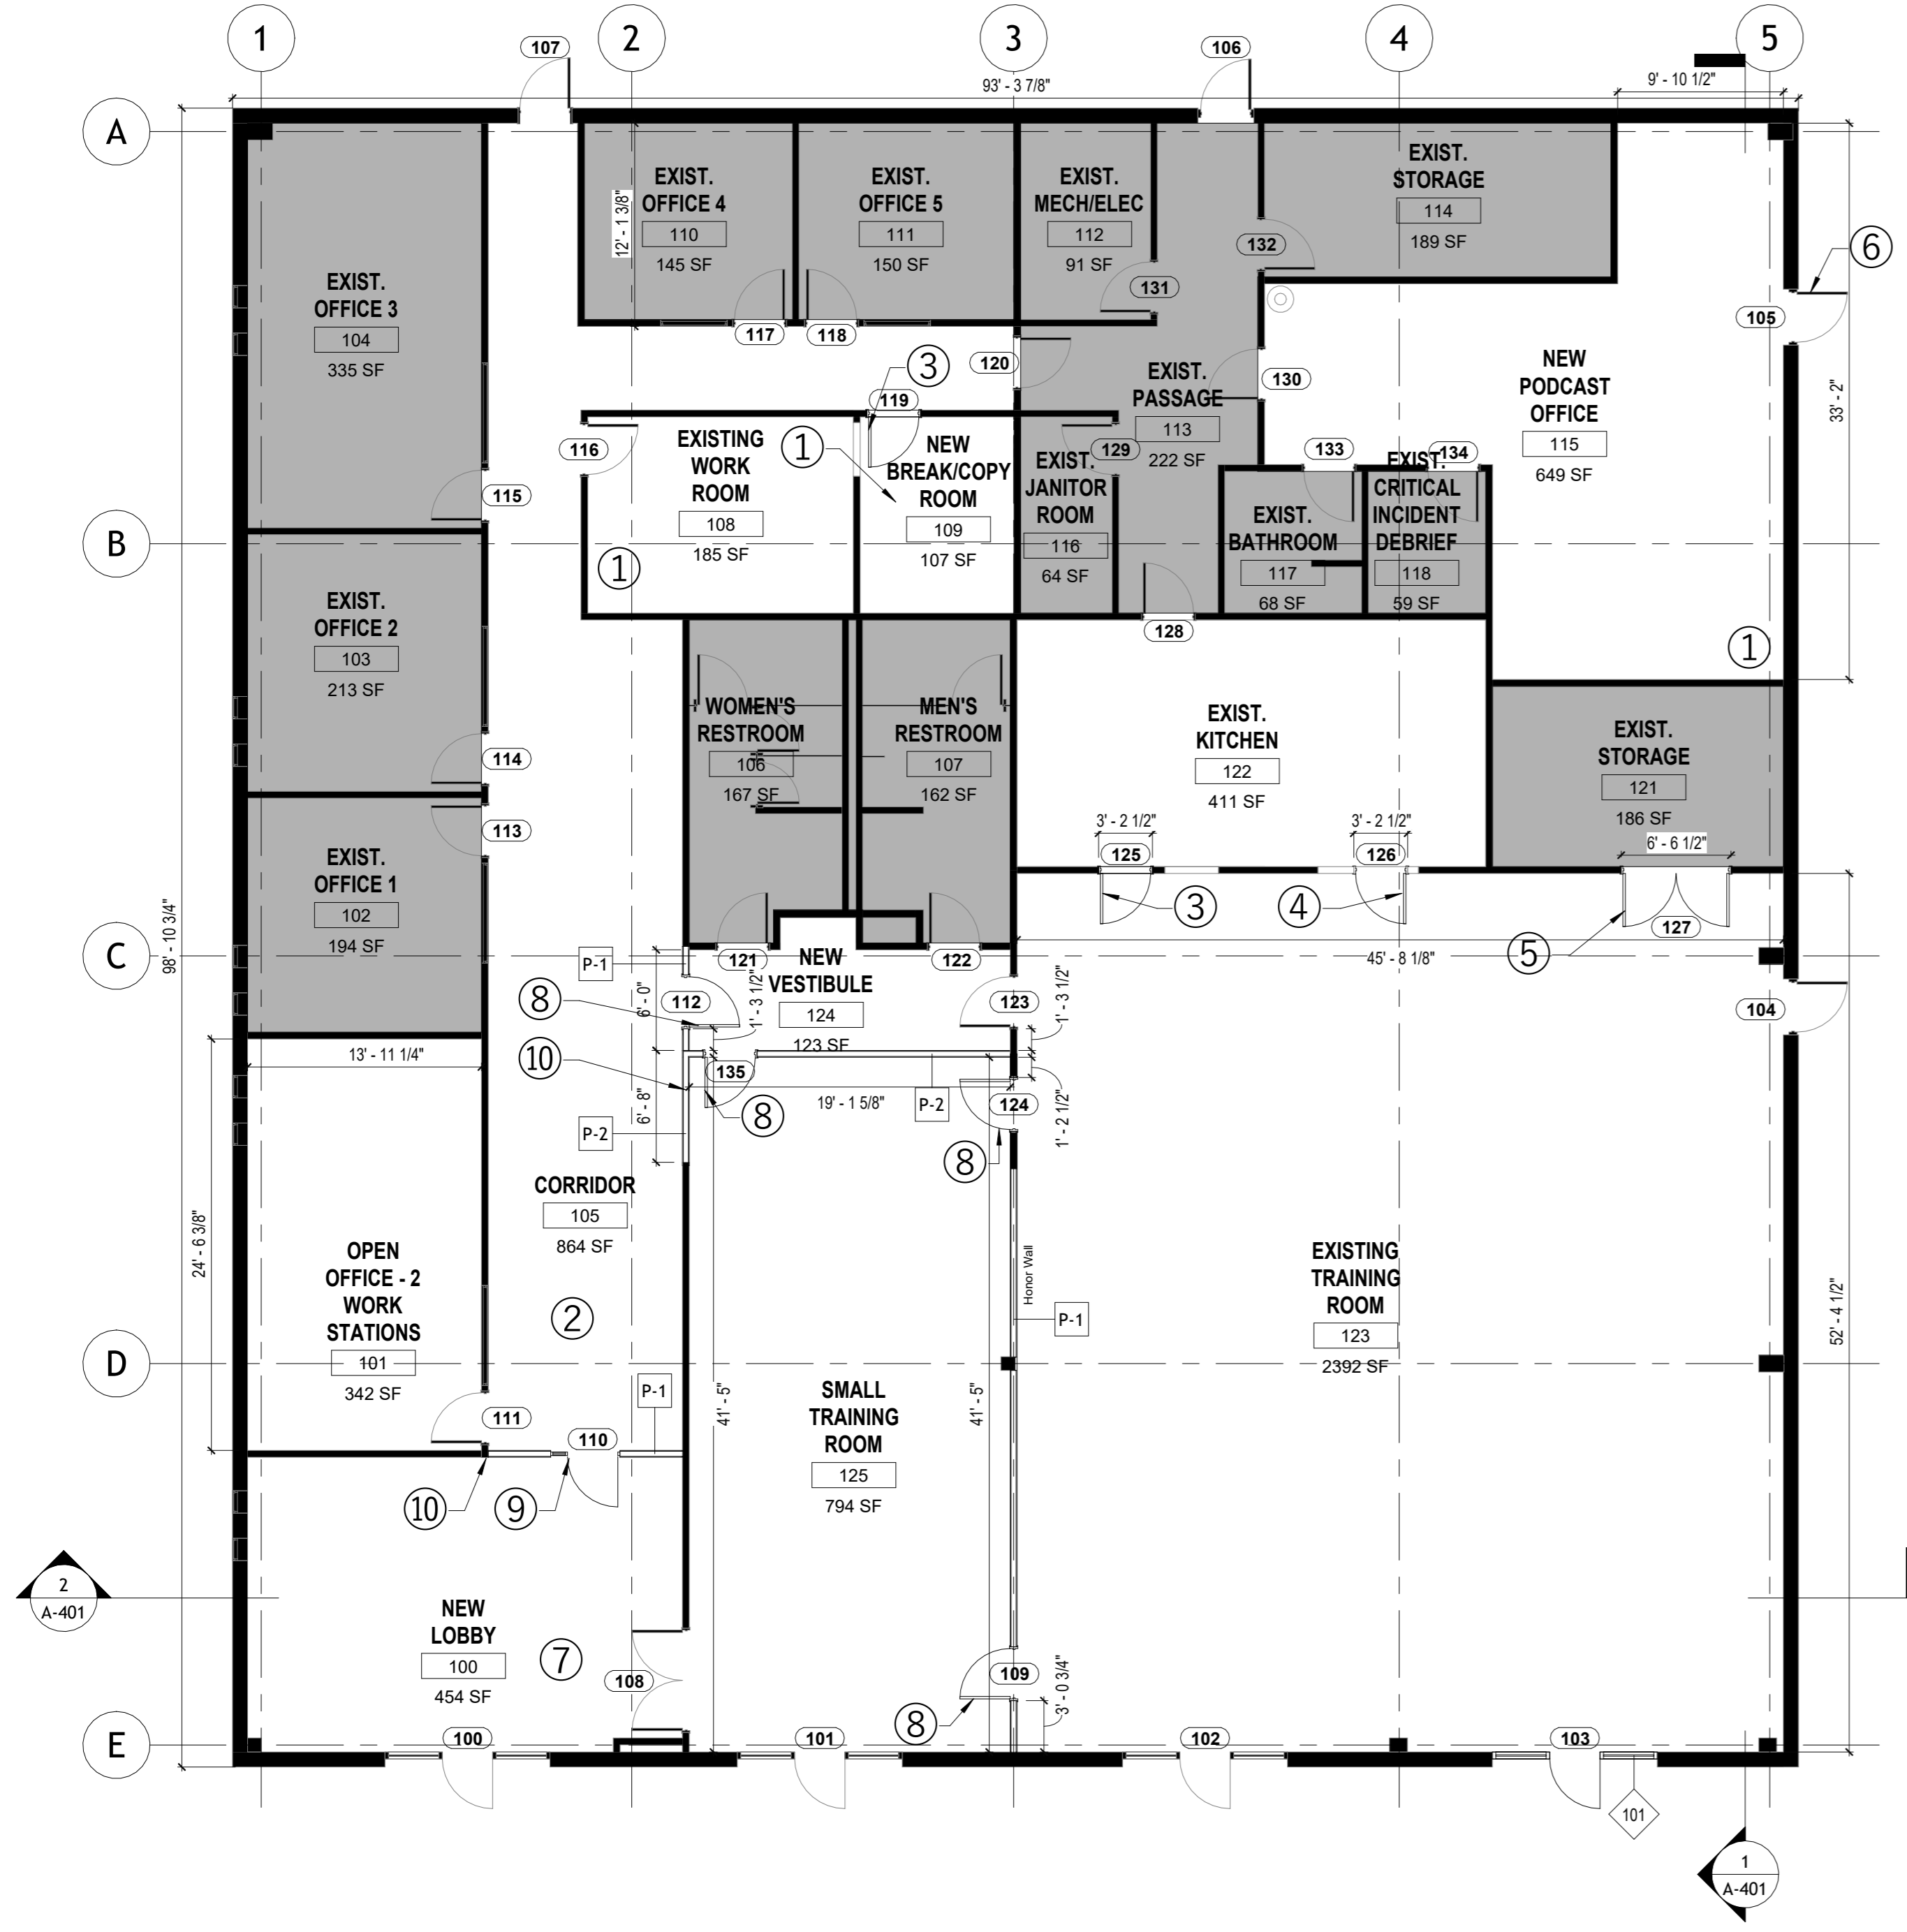 1
2
3
4
5
107
106
93' - 3 7/8"
9' - 10 1/2"
A
EXIST.
OFFICE 3
104
335 SF
EXIST.
OFFICE 4
110
145 SF
12' - 1 3/8"
EXIST.
OFFICE 5
111
150 SF
EXIST.
MECH/ELEC
112
91 SF
EXIST.
STORAGE
114
189 SF
132
131
6
105
117
118
120
3
119
130
EXIST.
PASSAGE
113
222 SF
NEW
PODCAST
OFFICE
115
649 SF
33' - 2"
116
EXISTING
WORK
ROOM
108
185 SF
1
1
NEW
BREAK/COPY
ROOM
109
107 SF
129
EXIST.
JANITOR
ROOM
116
64 SF
133
134
EXIST.
BATHROOM
117
68 SF
EXIST.
CRITICAL
INCIDENT
DEBRIEF
118
59 SF
115
B
EXIST.
OFFICE 2
103
213 SF
128
1
114
WOMEN'S
RESTROOM
106
167 SF
MEN'S
RESTROOM
107
162 SF
EXIST.
KITCHEN
122
411 SF
EXIST.
STORAGE
121
186 SF
113
3' - 2 1/2"
125
3' - 2 1/2"
126
6' - 6 1/2"
127
EXIST.
OFFICE 1
102
194 SF
3
4
5
98' - 10 3/4"
C
P-1
121
122
45' - 8 1/8"
NEW
VESTIBULE
124
123 SF
8
6' - 0"
112
1' - 3 1/2"
123
1' - 3 1/2"
104
13' - 11 1/4"
10
135
8
6' - 8"
P-2
19' - 1 5/8"
P-2
124
1' - 2 1/2"
8
24' - 6 3/8"
CORRIDOR
105
864 SF
OPEN
OFFICE - 2
WORK
STATIONS
101
342 SF
2
Honor Wall
P-1
EXISTING
TRAINING
ROOM
123
2392 SF
52' - 4 1/2"
D
P-1
41' - 5"
SMALL
TRAINING
ROOM
125
794 SF
41' - 5"
111
110
10
9
2
A-401
NEW
LOBBY
100
454 SF
7
108
109
3' - 0 3/4"
8
E
100
101
102
103
101
1
A-401